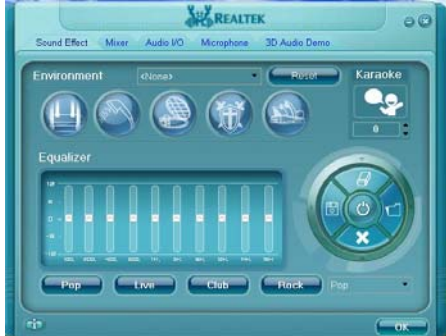 REALTEK
Sound Effect Mixer Audio I/O Microphone 3D Audio Demo
Environment <None> Reset Karaoke
0
Equalizer
Pop Live Club Rock Pop
OK